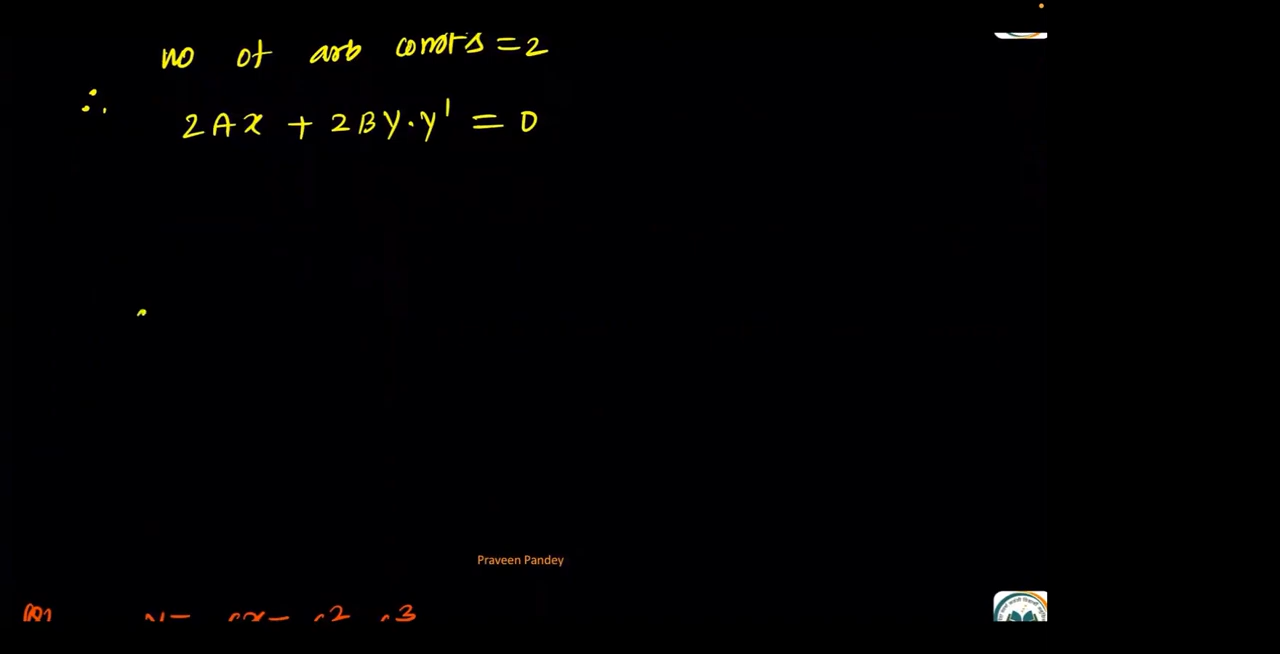 no of arb consts = 2
∴ 2Ax + 2By·y' = 0
Praveen Pandey